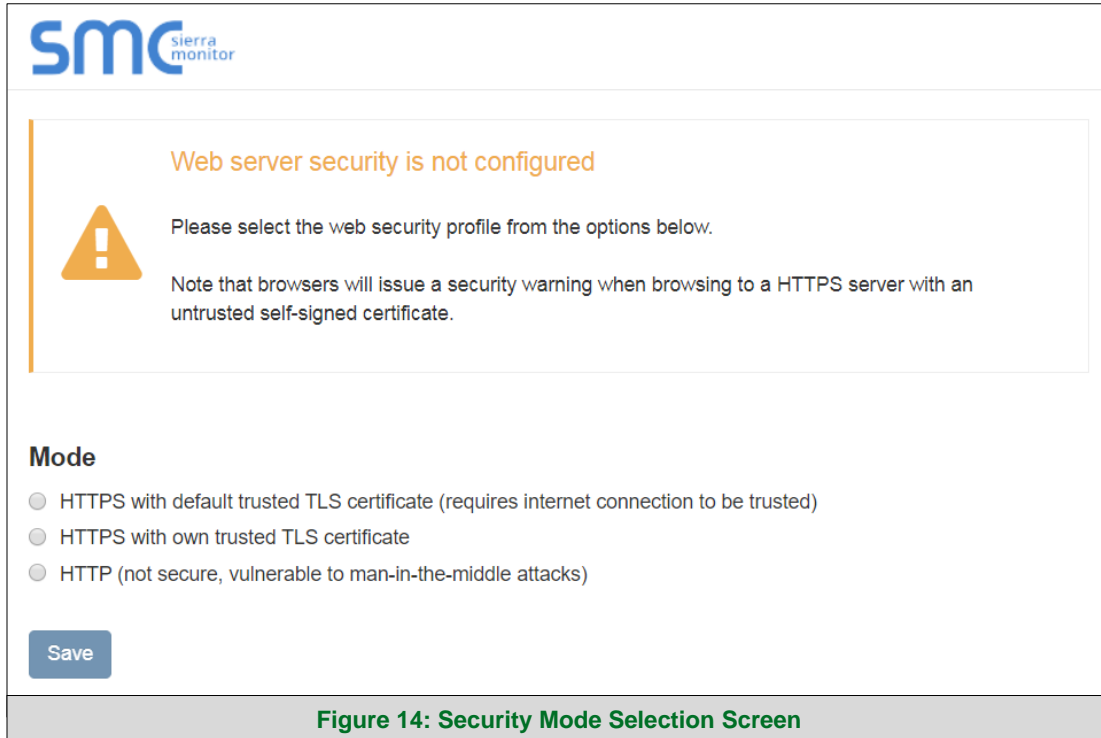 SMC sierra monitor
Web server security is not configured
Please select the web security profile from the options below.
Note that browsers will issue a security warning when browsing to a HTTPS server with an
untrusted self-signed certificate.
Mode
HTTPS with default trusted TLS certificate (requires internet connection to be trusted)
HTTPS with own trusted TLS certificate
HTTP (not secure, vulnerable to man-in-the-middle attacks)
Save
Figure 14: Security Mode Selection Screen